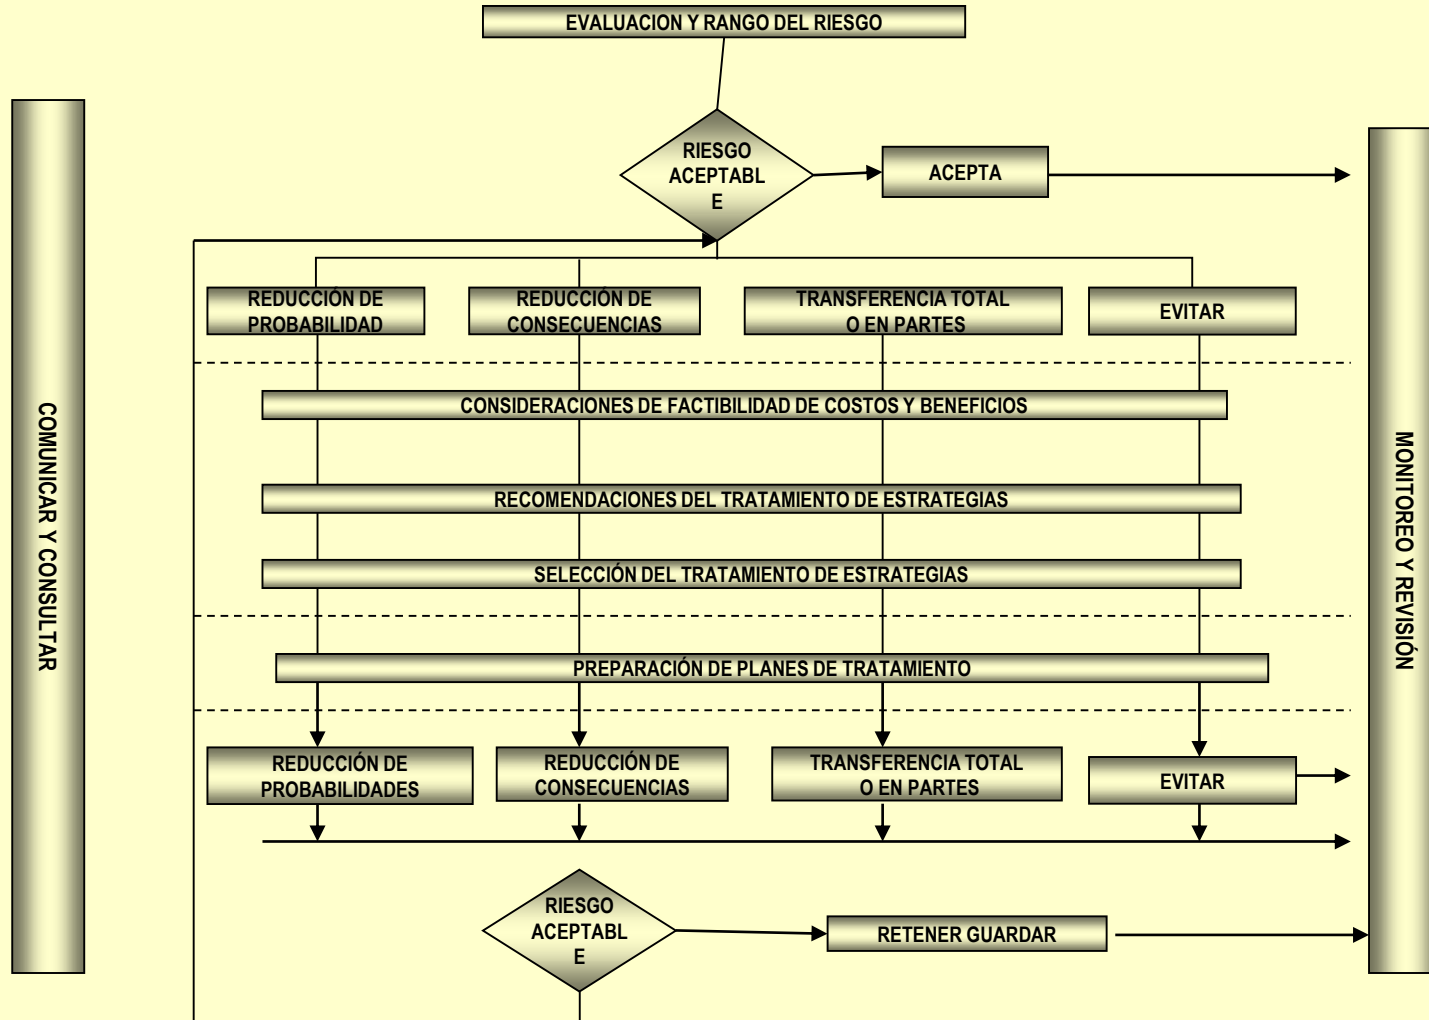 EVALUACION Y RANGO DEL RIESGO
RIESGO
ACEPTABL
E
ACEPTA
REDUCCIÓN DE
PROBABILIDAD
REDUCCIÓN DE
CONSECUENCIAS
TRANSFERENCIA TOTAL
O EN PARTES
EVITAR
CONSIDERACIONES DE FACTIBILIDAD DE COSTOS Y BENEFICIOS
RECOMENDACIONES DEL TRATAMIENTO DE ESTRATEGIAS
SELECCIÓN DEL TRATAMIENTO DE ESTRATEGIAS
PREPARACIÓN DE PLANES DE TRATAMIENTO
REDUCCIÓN DE
PROBABILIDADES
REDUCCIÓN DE
CONSECUENCIAS
TRANSFERENCIA TOTAL
O EN PARTES
EVITAR
RIESGO
ACEPTABL
E
RETENER GUARDAR
COMUNICAR Y CONSULTAR
MONITOREO Y REVISIÓN